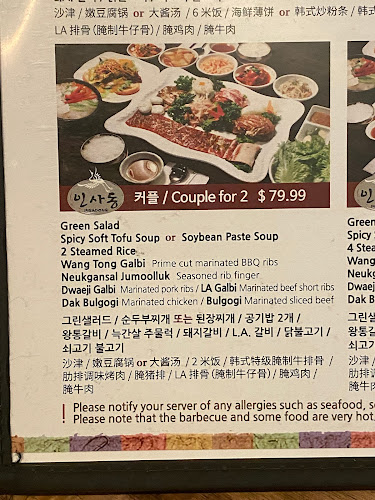 沙津 / 嫩豆腐锅 or 大酱汤 / 6 米饭 / 海鲜薄饼 or 韩式炒粉条 / 韩式
LA 排骨 (腌制牛仔骨) / 腌鸡肉 / 腌牛肉
인사동
INSADONG
커플 / Couple for 2 $ 79.99
Green Salad
Spicy Soft Tofu Soup or Soybean Paste Soup
2 Steamed Rice
Wang Tong Galbi Prime cut marinated BBQ ribs
Neukgansal Jumoolluk Seasoned rib finger
Dwaeji Galbi Marinated pork ribs / LA Galbi Marinated beef short ribs
Dak Bulgogi Marinated chicken / Bulgogi Marinated sliced beef
그린샐러드 / 순두부찌개 또는 된장찌개 / 공기밥 2개 /
왕통갈비 / 늑간살 주물럭 / 돼지갈비 / L.A. 갈비 / 닭불고기 /
쇠고기 불고기
沙津 / 嫩豆腐锅 or 大酱汤 / 2 米饭 / 韩式特级腌制牛排骨 /
肋排调味烤肉 / 腌猪排 / LA 排骨 (腌制牛仔骨) / 腌鸡肉 /
腌牛肉
Green
Spicy
4 Stea
Wang
Neuk
Dwae
Dak B
그린샐
왕통갈
쇠고기
沙津 /
肋排
腌牛
! Please notify your server of any allergies such as seafood, s
Please note that the barbecue and some food are very hot